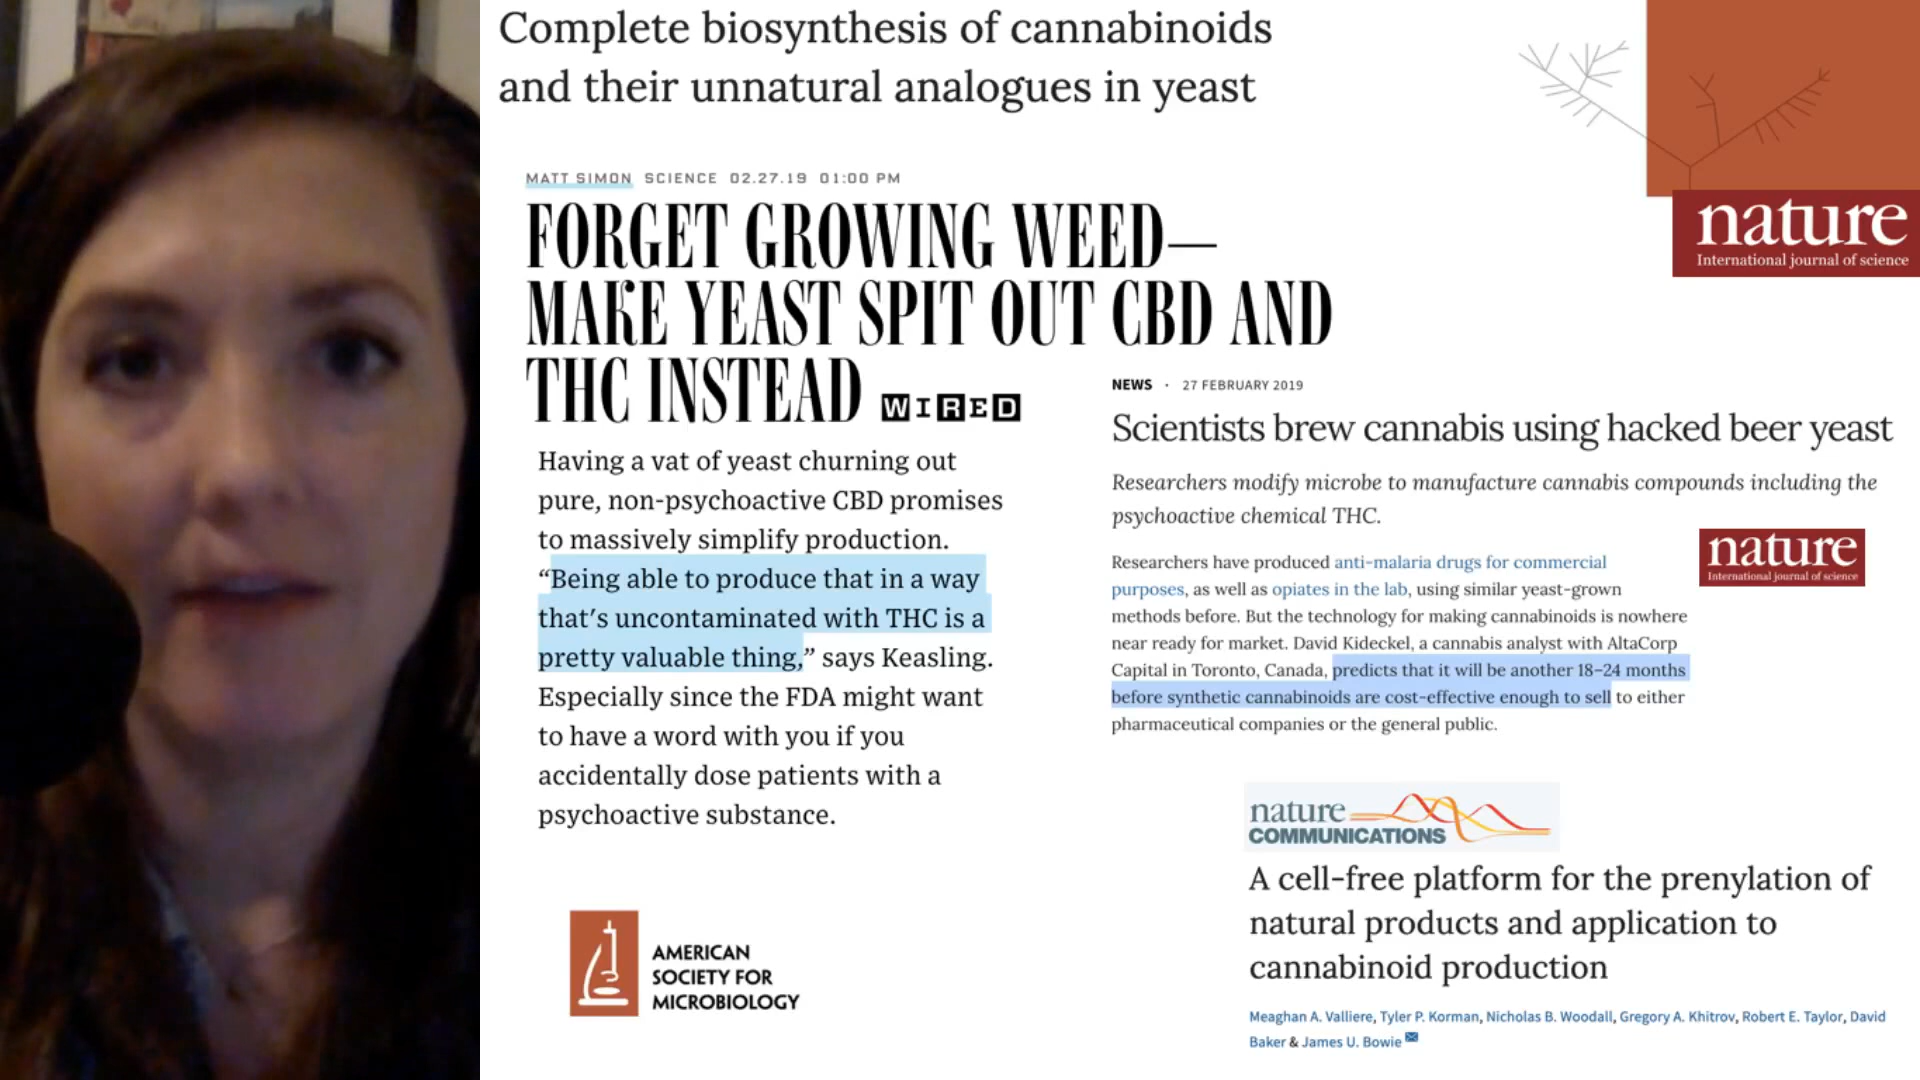 Complete biosynthesis of cannabinoids
and their unnatural analogues in yeast
nature
International journal of science
MATT SIMON SCIENCE 02.27.19 01:00 PM
FORGET GROWING WEED—
MAKE YEAST SPIT OUT CBD AND
THC INSTEAD WIRED
Having a vat of yeast churning out
pure, non-psychoactive CBD promises
to massively simplify production.
“Being able to produce that in a way
that's uncontaminated with THC is a
pretty valuable thing,” says Keasling.
Especially since the FDA might want
to have a word with you if you
accidentally dose patients with a
psychoactive substance.
NEWS · 27 FEBRUARY 2019
Scientists brew cannabis using hacked beer yeast
Researchers modify microbe to manufacture cannabis compounds including the
psychoactive chemical THC.
nature
International journal of science
Researchers have produced anti-malaria drugs for commercial
purposes, as well as opiates in the lab, using similar yeast-grown
methods before. But the technology for making cannabinoids is nowhere
near ready for market. David Kideckel, a cannabis analyst with AltaCorp
Capital in Toronto, Canada, predicts that it will be another 18–24 months
before synthetic cannabinoids are cost-effective enough to sell to either
pharmaceutical companies or the general public.
nature
COMMUNICATIONS
A cell-free platform for the prenylation of
natural products and application to
cannabinoid production
Meaghan A. Valliere, Tyler P. Korman, Nicholas B. Woodall, Gregory A. Khitrov, Robert E. Taylor, David
Baker & James U. Bowie
AMERICAN
SOCIETY FOR
MICROBIOLOGY